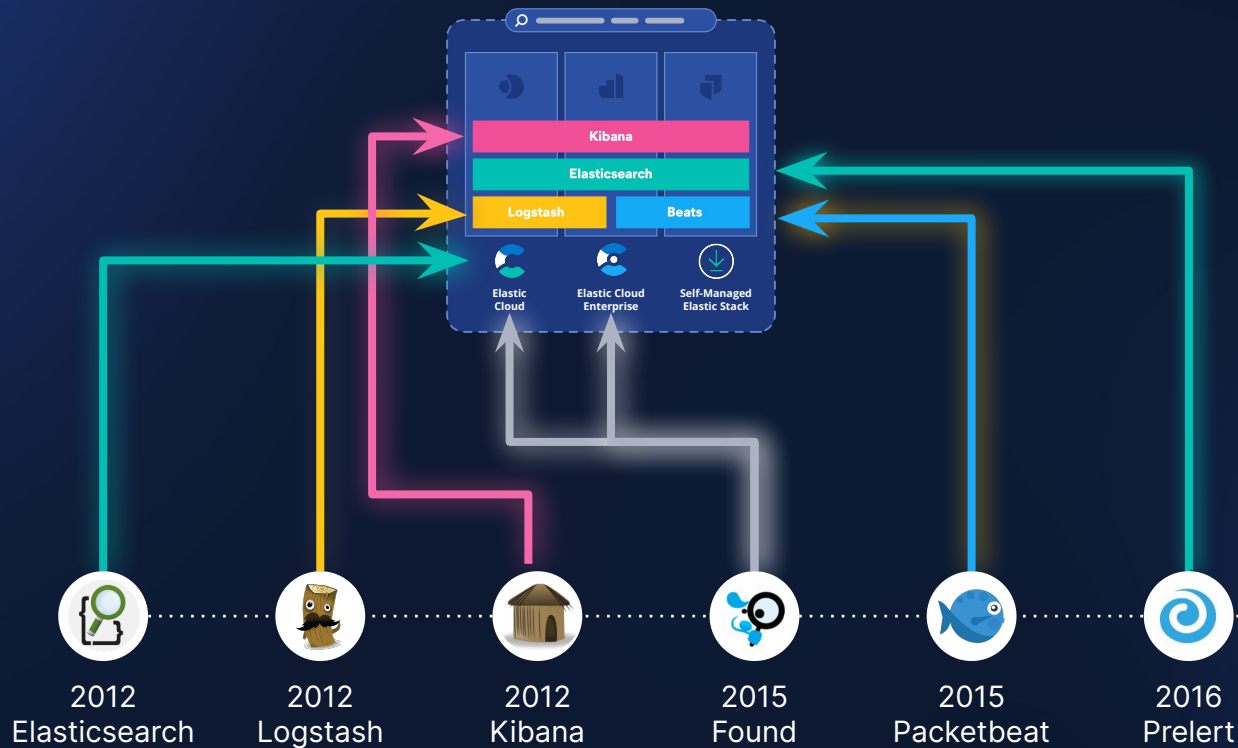 Kibana
Elasticsearch
Logstash
Beats
Elastic
Cloud
Elastic Cloud
Enterprise
Self-Managed
Elastic Stack
2012
Elasticsearch
2012
Logstash
2012
Kibana
2015
Found
2015
Packetbeat
2016
Prelert